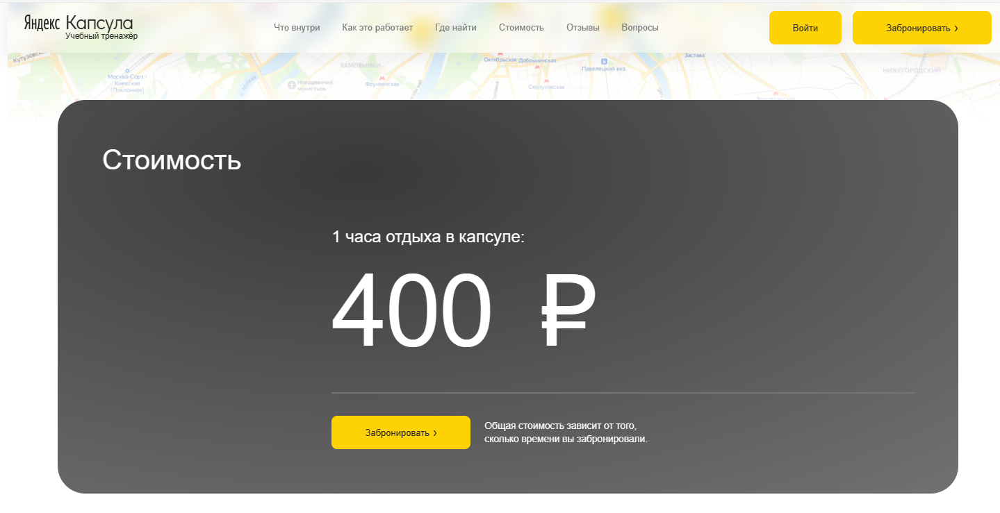 Яндекс Капсула
Учебный тренажёр
Что внутри Как это работает Где найти Стоимость Отзывы Вопросы
Войти Забронировать ›
Кутузовск
Октябрьская Добрынинская
Застава
ХАМОВНИКИ
Павелецкий вкз.
НИЖЕГОРОДСКИЙ
Москва-Сорт.-
Киевская
(Поклонная)
Новодевичий
монастырь
Фрунзенская
Серпуховская
Стоимость
1 часа отдыха в капсуле:
400 ₽
Забронировать ›
Общая стоимость зависит от того,
сколько времени вы забронировали.